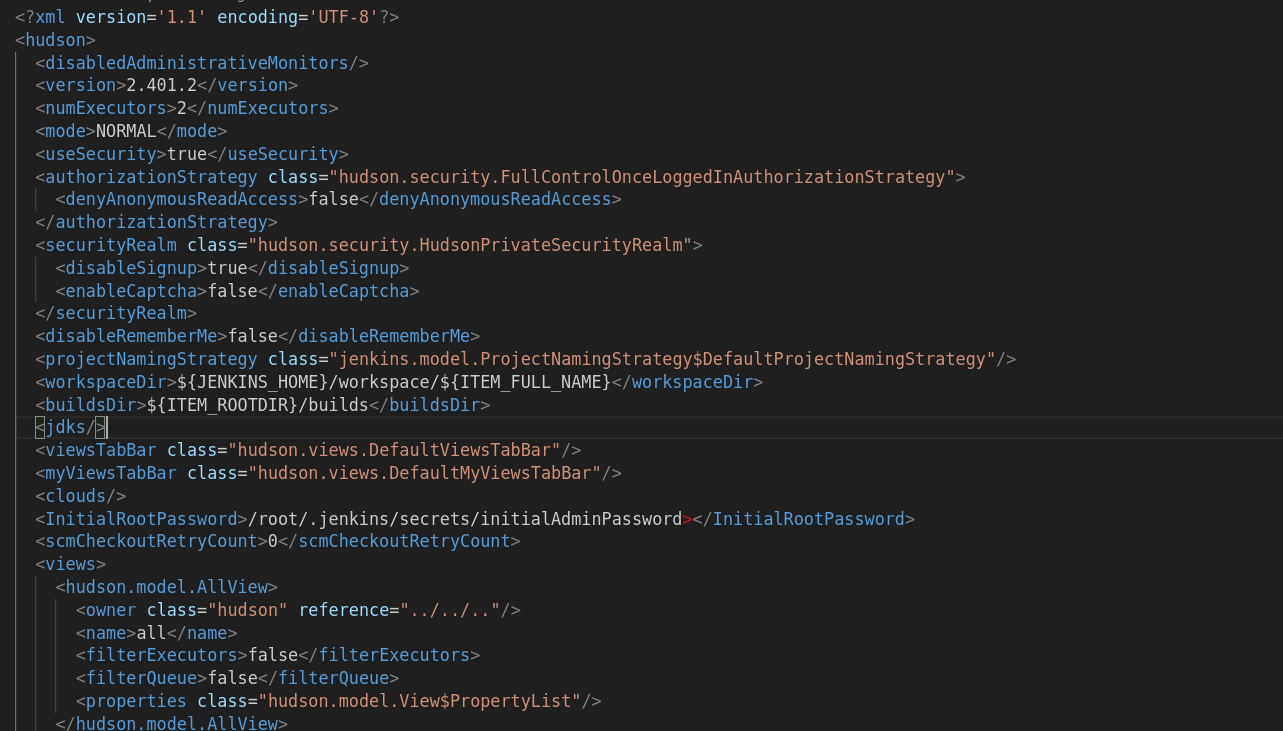 <?xml version='1.1' encoding='UTF-8'?>
<hudson>
  <disabledAdministrativeMonitors/>
  <version>2.401.2</version>
  <numExecutors>2</numExecutors>
  <mode>NORMAL</mode>
  <useSecurity>true</useSecurity>
  <authorizationStrategy class="hudson.security.FullControlOnceLoggedInAuthorizationStrategy">
    <denyAnonymousReadAccess>false</denyAnonymousReadAccess>
  </authorizationStrategy>
  <securityRealm class="hudson.security.HudsonPrivateSecurityRealm">
    <disableSignup>true</disableSignup>
    <enableCaptcha>false</enableCaptcha>
  </securityRealm>
  <disableRememberMe>false</disableRememberMe>
  <projectNamingStrategy class="jenkins.model.ProjectNamingStrategy$DefaultProjectNamingStrategy"/>
  <workspaceDir>${JENKINS_HOME}/workspace/${ITEM_FULL_NAME}</workspaceDir>
  <buildsDir>${ITEM_ROOTDIR}/builds</buildsDir>
  <jdks/>
  <viewsTabBar class="hudson.views.DefaultViewsTabBar"/>
  <myViewsTabBar class="hudson.views.DefaultMyViewsTabBar"/>
  <clouds/>
  <InitialRootPassword>/root/.jenkins/secrets/initialAdminPassword></InitialRootPassword>
  <scmCheckoutRetryCount>0</scmCheckoutRetryCount>
  <views>
    <hudson.model.AllView>
      <owner class="hudson" reference="../../.."/>
      <name>all</name>
      <filterExecutors>false</filterExecutors>
      <filterQueue>false</filterQueue>
      <properties class="hudson.model.View$PropertyList"/>
    </hudson.model.AllView>